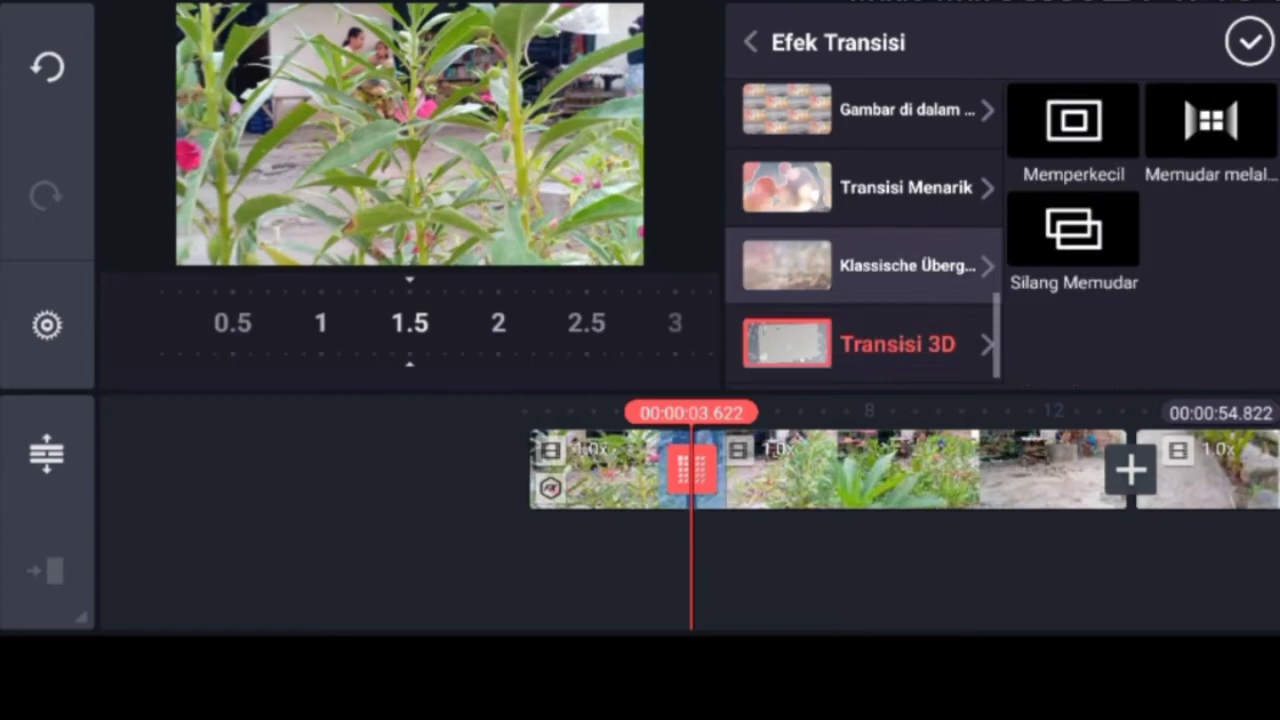 Efek Transisi
Gambar di dalam ...
Transisi Menarik
Klassische Überg...
Transisi 3D
Memperkecil
Memudar melal...
Silang Memudar
0.5 1 1.5 2 2.5 3
00:00:03.622
8
12
00:00:54.822
1.0x
1.0x
1.0x